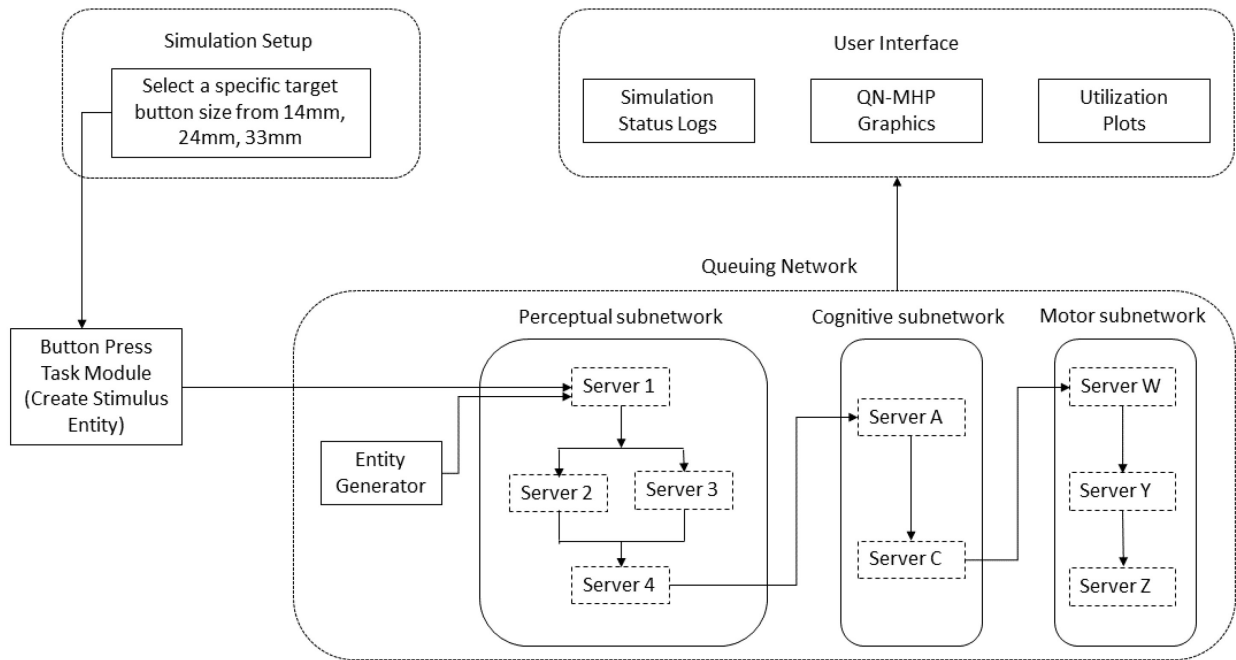 Simulation Setup
Select a specific target
button size from 14mm,
24mm, 33mm
User Interface
Simulation
Status Logs
QN-MHP
Graphics
Utilization
Plots
Queuing Network
Button Press
Task Module
(Create Stimulus
Entity)
Entity
Generator
Perceptual subnetwork
Server 1
Server 2
Server 3
Server 4
Cognitive subnetwork
Server A
Server C
Motor subnetwork
Server W
Server Y
Server Z